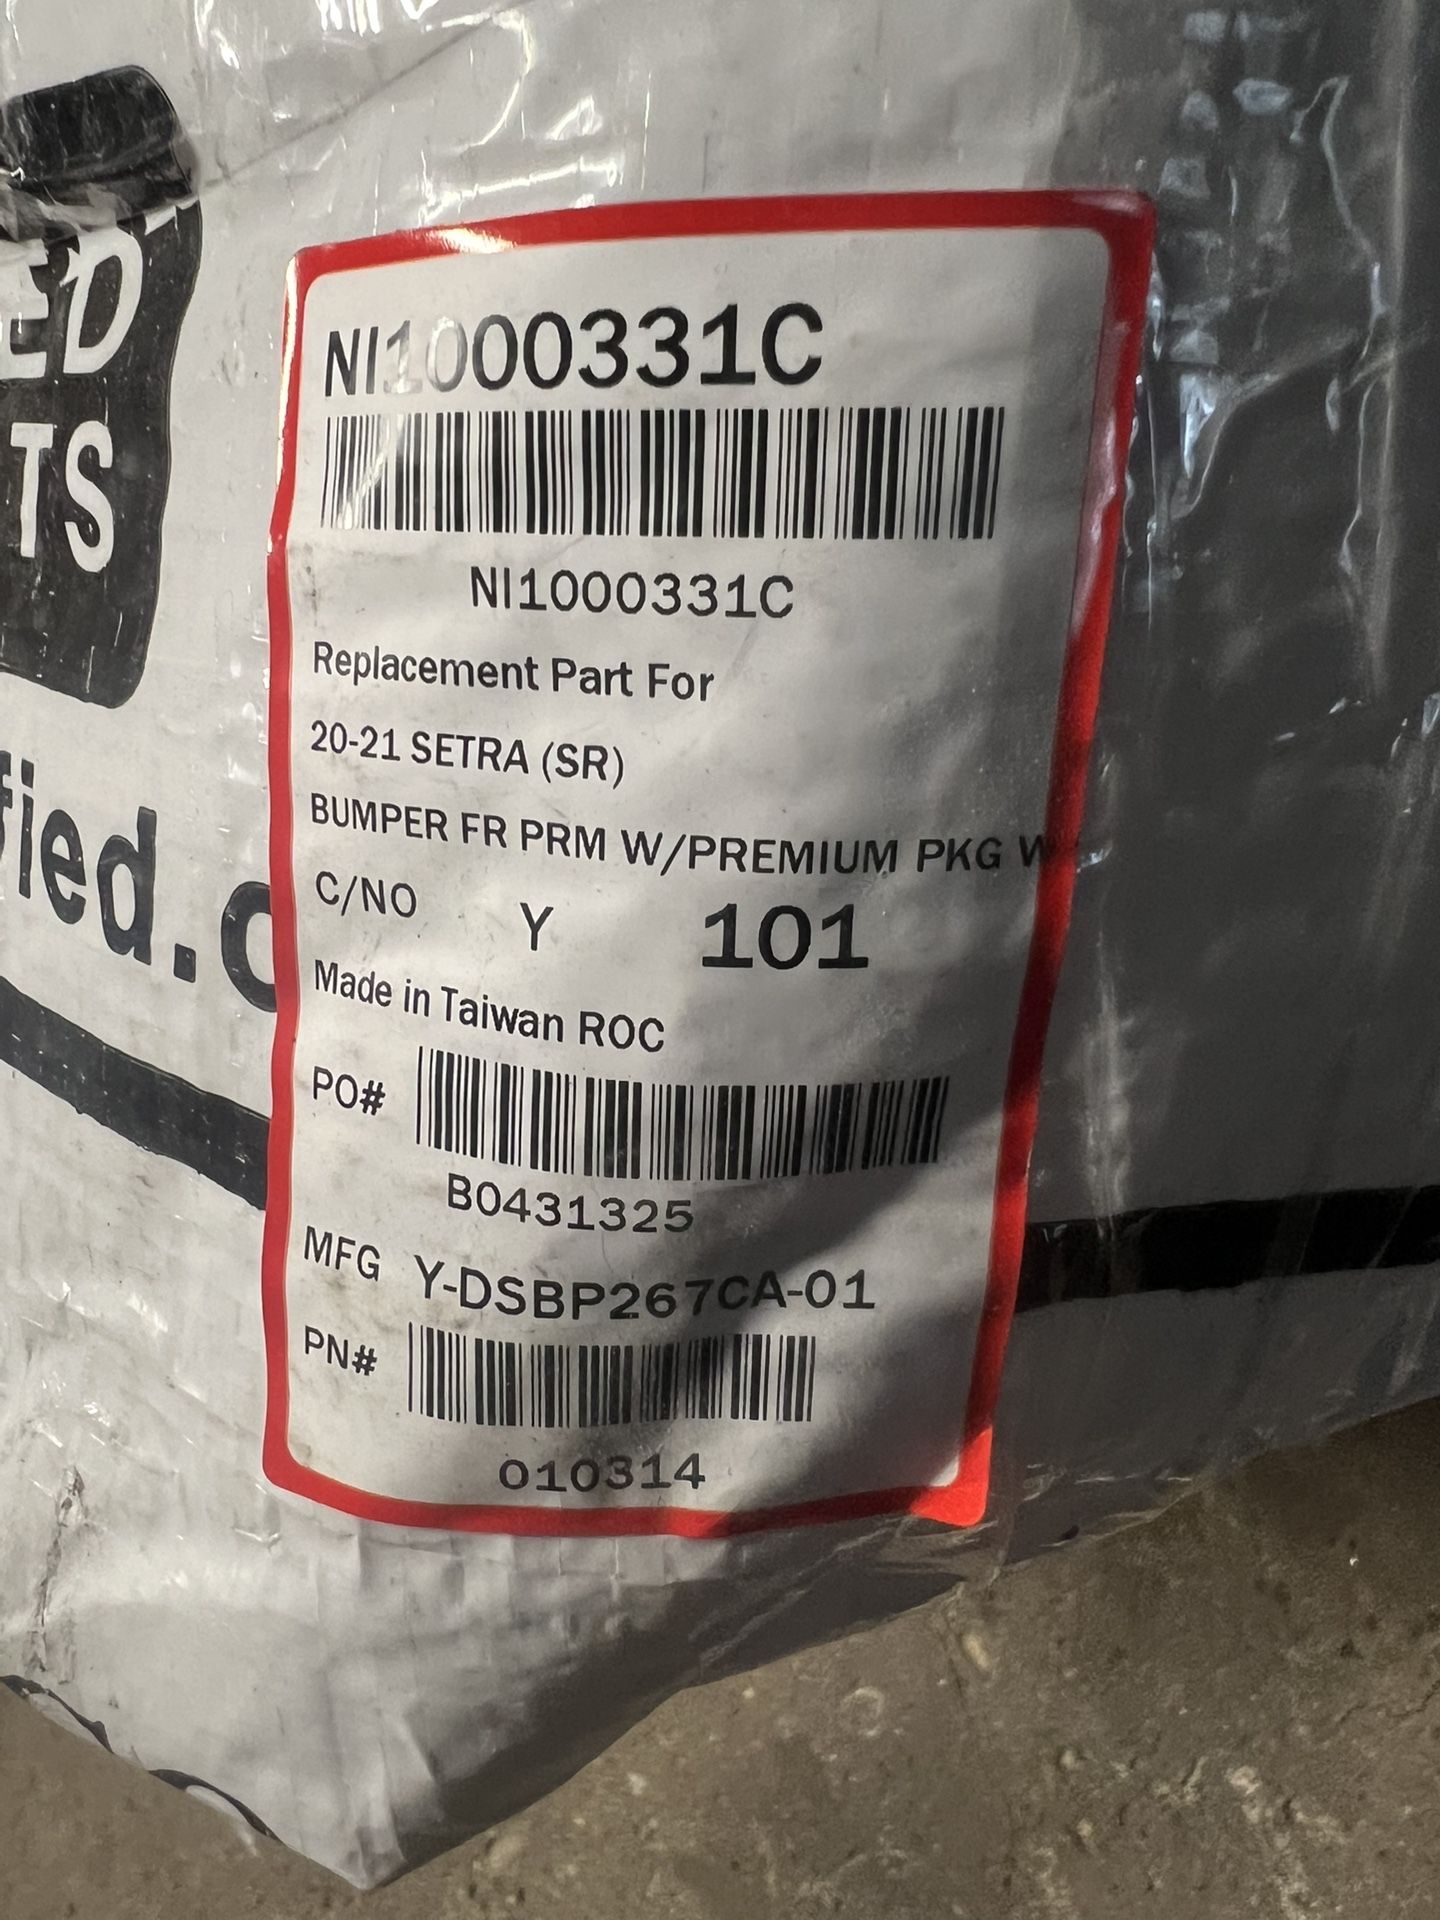 ED
TS
fied.c
NI1000331C
NI1000331C
Replacement Part For
20-21 SETRA (SR)
BUMPER FR PRM W/PREMIUM PKG W
C/NO Y 101
Made in Taiwan ROC
PO#
B0431325
MFG Y-DSBP267CA-01
PN#
010314